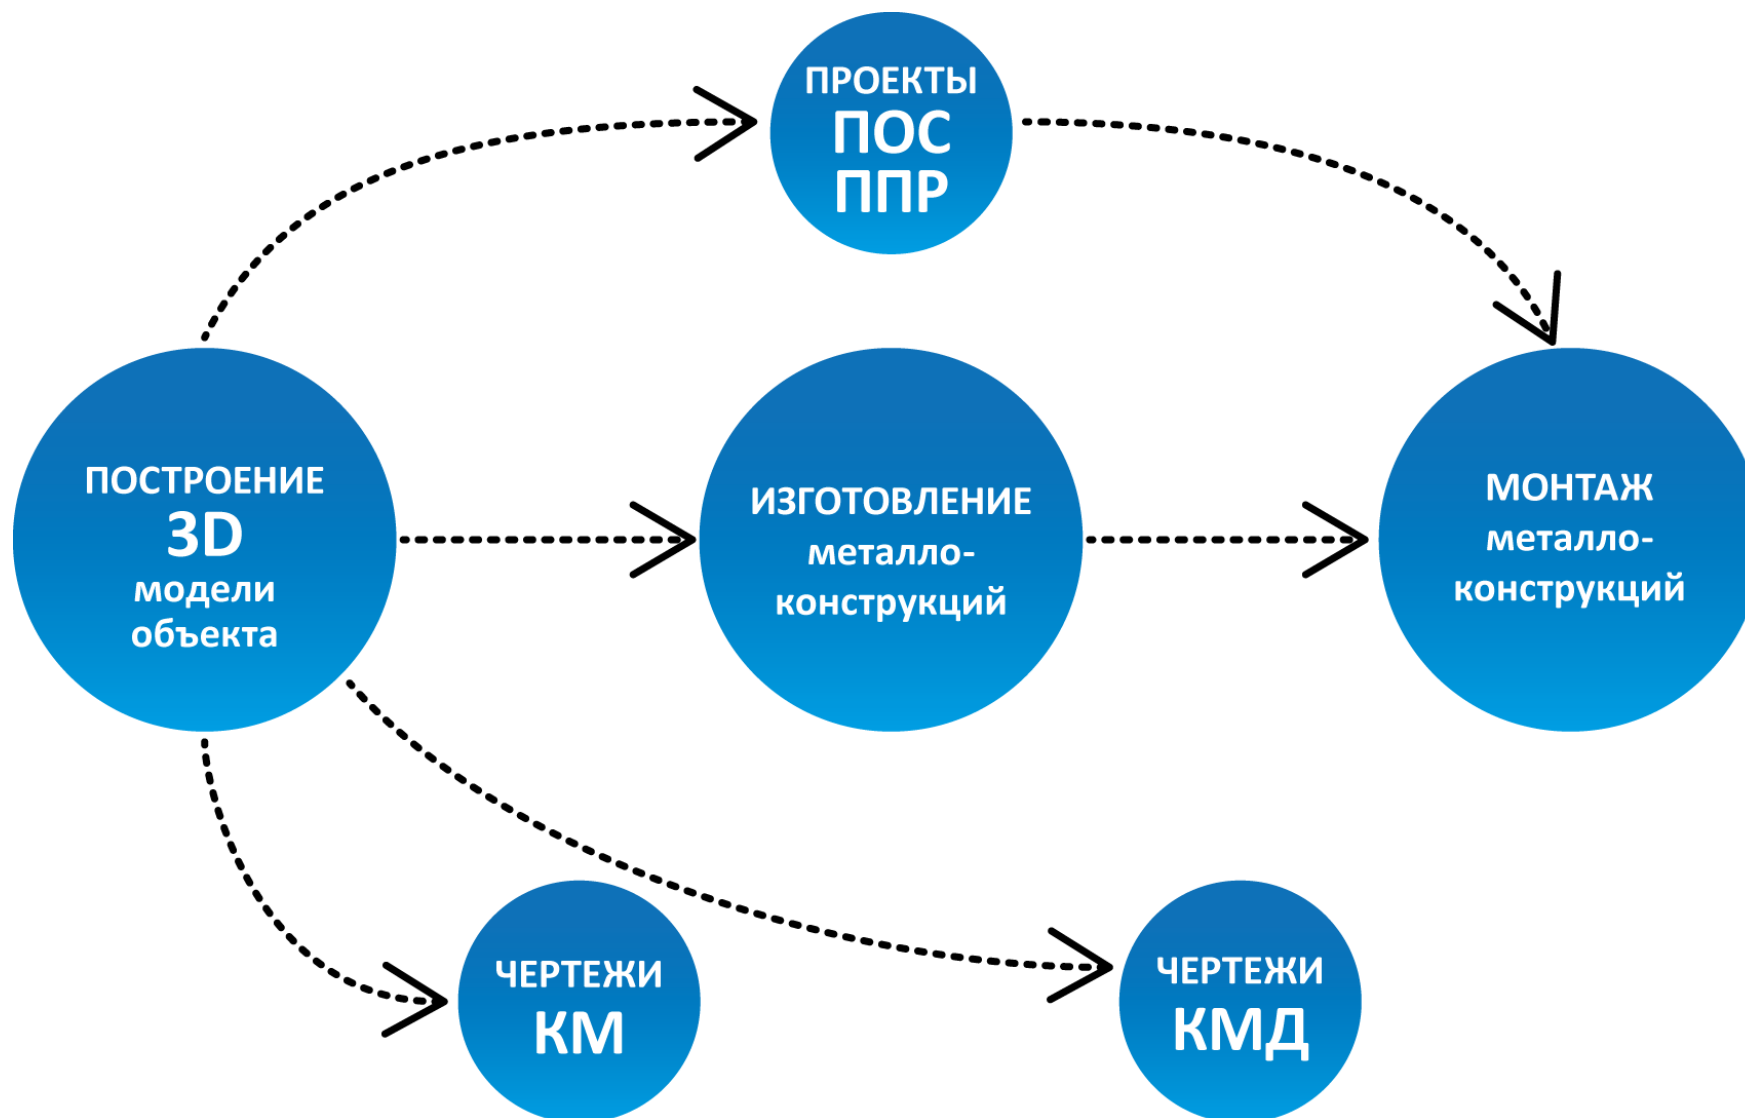 ПРОЕКТЫ
ПОС
ППР
ПОСТРОЕНИЕ
3D
модели
объекта
ИЗГОТОВЛЕНИЕ
металло-
конструкций
МОНТАЖ
металло-
конструкций
ЧЕРТЕЖИ
КМ
ЧЕРТЕЖИ
КМД